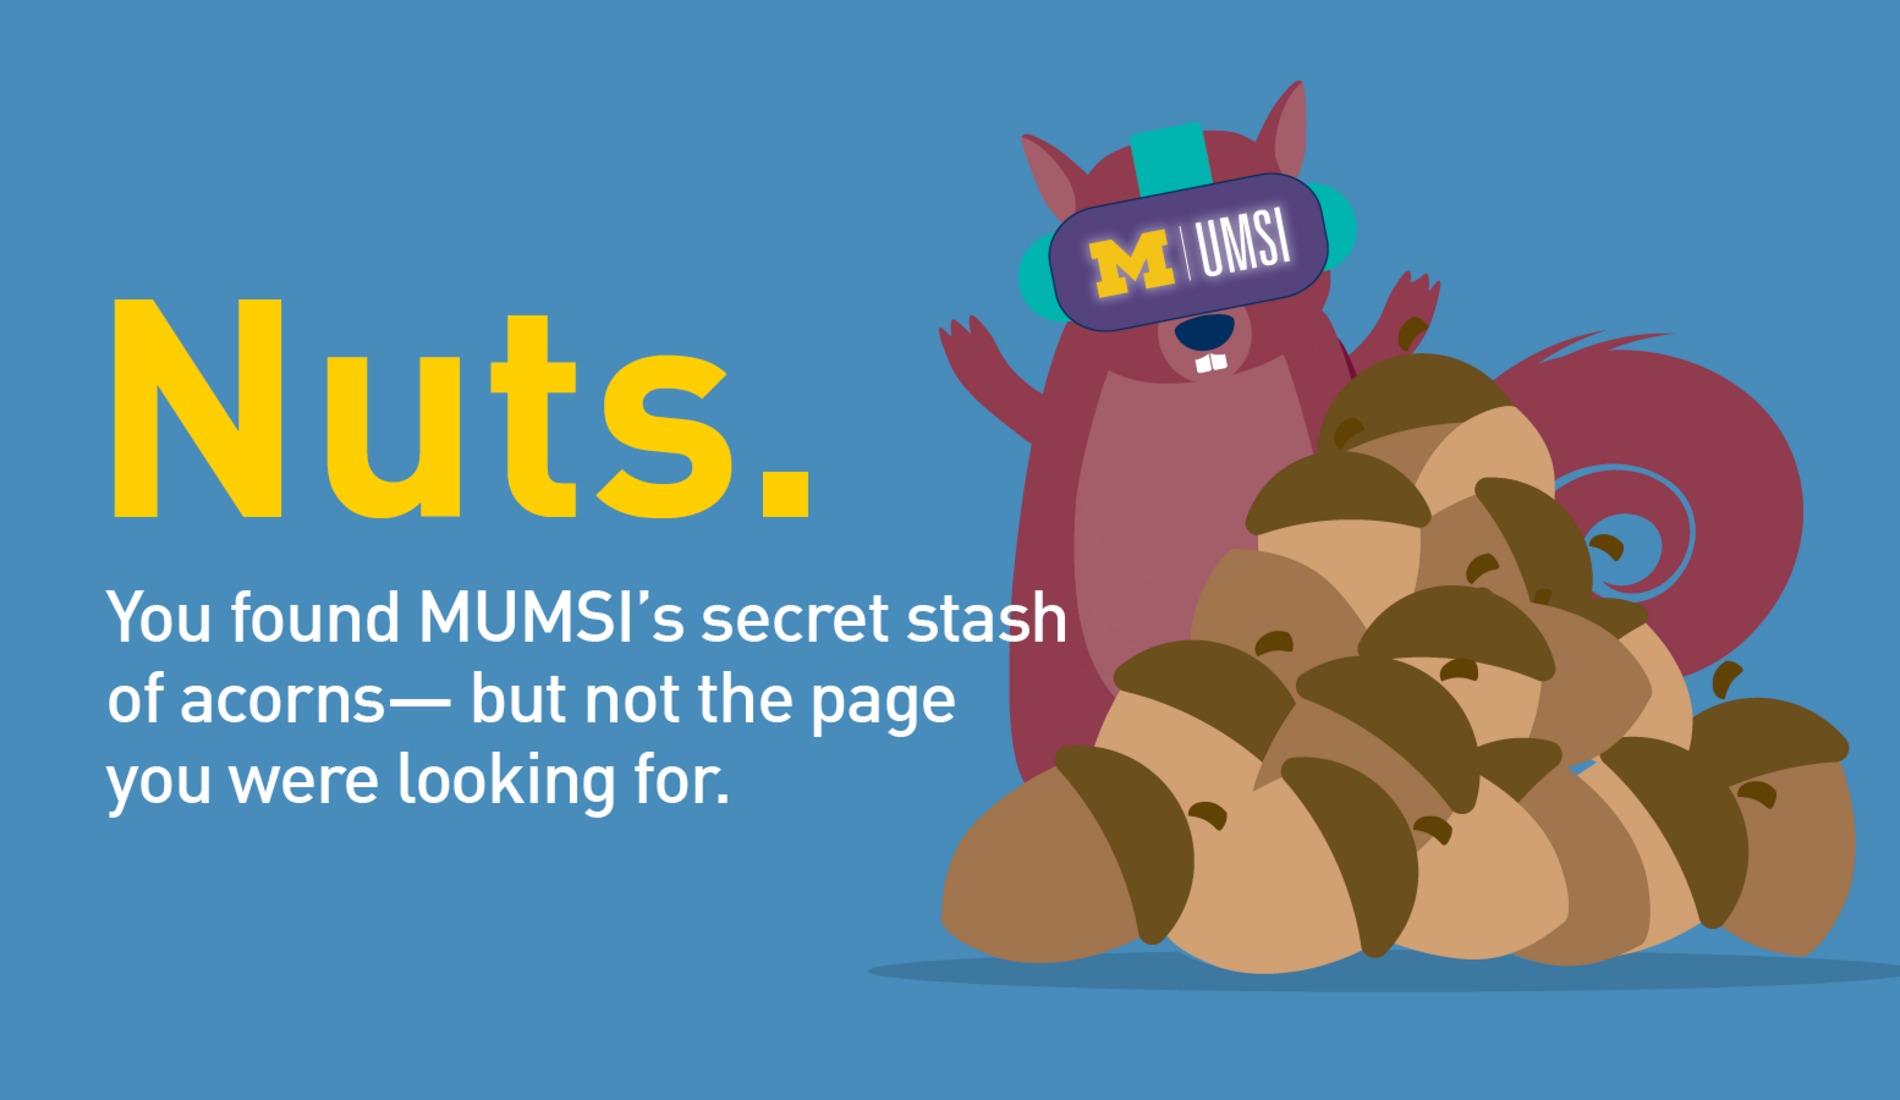 M | UMSI
Nuts.
You found MUMSI’s secret stash
of acorns— but not the page
you were looking for.